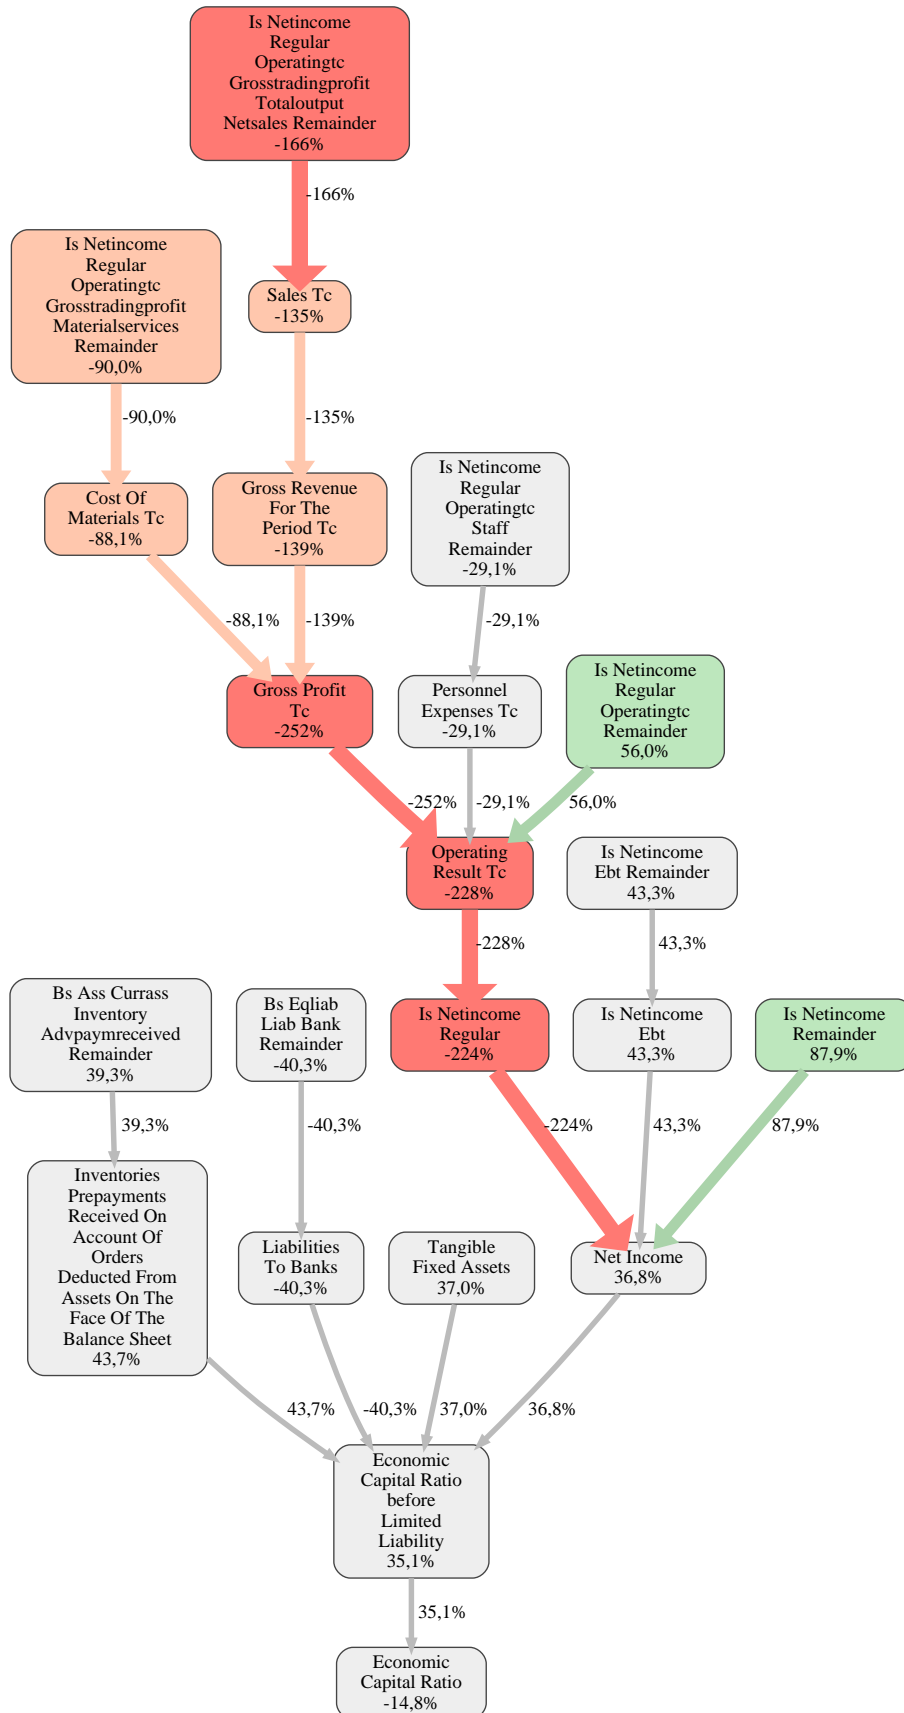 Is Netincome
Regular
Operatingtc
Grosstradingprofit
Totaloutput
Netsales Remainder
-166%
-166%
Is Netincome
Regular
Operatingtc
Grosstradingprofit
Materialservices
Remainder
-90,0%
Sales Tc
-135%
-90,0%
-135%
Cost Of
Materials Tc
-88,1%
Gross Revenue
For The
Period Tc
-139%
Is Netincome
Regular
Operatingtc
Staff
Remainder
-29,1%
-88,1%
-139%
-29,1%
Gross Profit
Tc
-252%
Personnel
Expenses Tc
-29,1%
Is Netincome
Regular
Operatingtc
Remainder
56,0%
-252%
-29,1%
56,0%
Operating
Result Tc
-228%
Is Netincome
Ebt Remainder
43,3%
-228%
43,3%
Bs Ass Currass
Inventory
Advpaymreceived
Remainder
39,3%
Bs Eqliab
Liab Bank
Remainder
-40,3%
Is Netincome
Regular
-224%
Is Netincome
Ebt
43,3%
Is Netincome
Remainder
87,9%
39,3%
-40,3%
-224%
43,3%
87,9%
Inventories
Prepayments
Received On
Account Of
Orders
Deducted From
Assets On The
Face Of The
Balance Sheet
43,7%
Liabilities
To Banks
-40,3%
Tangible
Fixed Assets
37,0%
Net Income
36,8%
43,7%
-40,3%
37,0%
36,8%
Economic
Capital Ratio
before
Limited
Liability
35,1%
35,1%
Economic
Capital Ratio
-14,8%